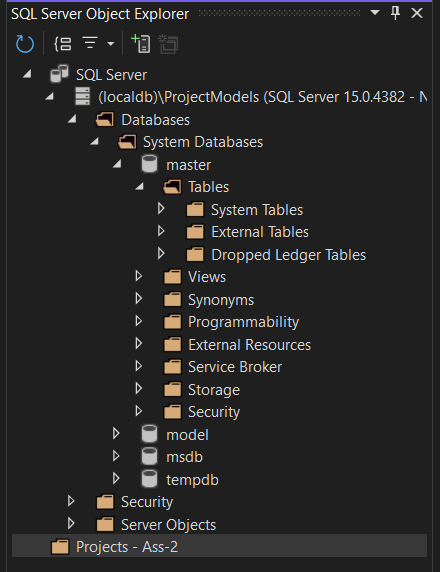 SQL Server Object Explorer
SQL Server
(localdb)\ProjectModels (SQL Server 15.0.4382 - N
Databases
System Databases
master
Tables
System Tables
External Tables
Dropped Ledger Tables
Views
Synonyms
Programmability
External Resources
Service Broker
Storage
Security
model
msdb
tempdb
Security
Server Objects
Projects - Ass-2